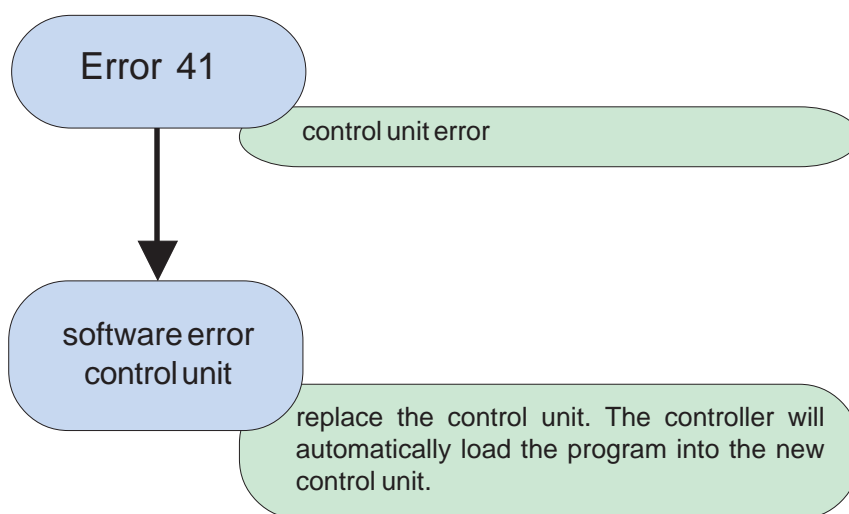 Error 41
control unit error
software error
control unit
replace the control unit. The controller will
automatically load the program into the new
control unit.